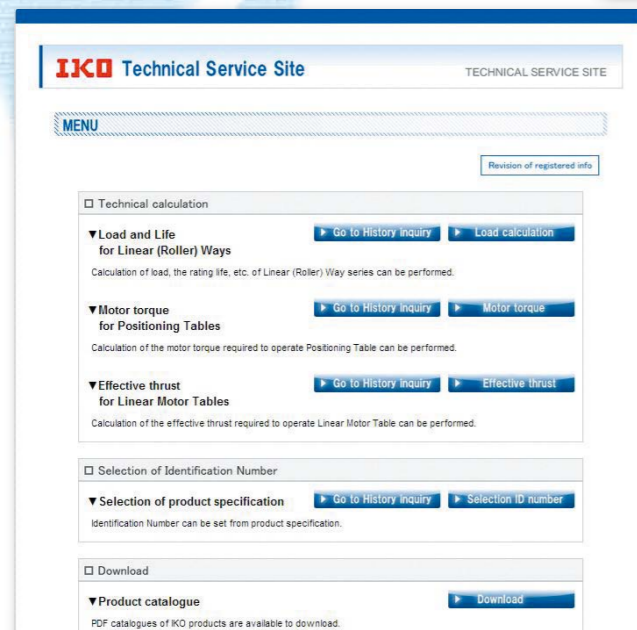 IKO Technical Service Site
TECHNICAL SERVICE SITE
MENU
Revision of registered info
Technical calculation
▼Load and Life
for Linear (Roller) Ways
Go to History inquiry
Load calculation
Calculation of load, the rating life, etc. of Linear (Roller) Way series can be performed.
▼Motor torque
for Positioning Tables
Go to History inquiry
Motor torque
Calculation of the motor torque required to operate Positioning Table can be performed.
▼Effective thrust
for Linear Motor Tables
Go to History inquiry
Effective thrust
Calculation of the effective thrust required to operate Linear Motor Table can be performed.
Selection of Identification Number
▼Selection of product specification
Go to History inquiry
Selection ID number
Identification Number can be set from product specification.
Download
▼Product catalogue
Download
PDF catalogues of IKO products are available to download.